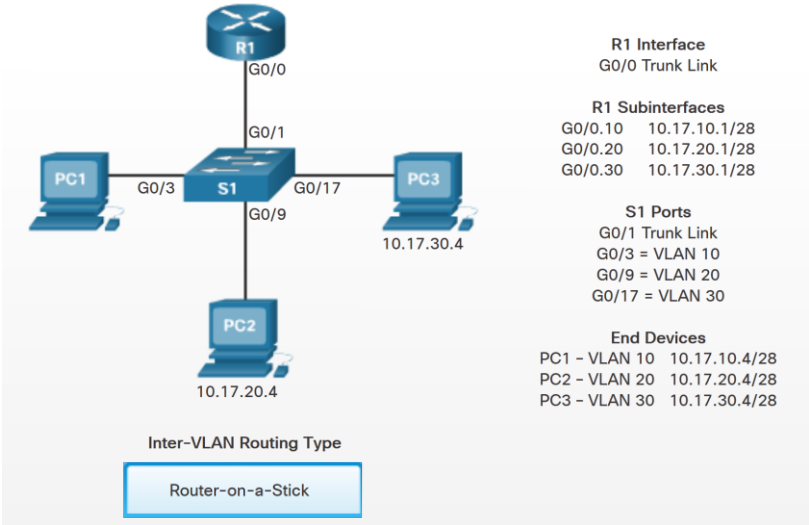 R1
G0/0
G0/1
PC1
G0/3
S1
G0/17
PC3
G0/9
10.17.30.4
PC2
10.17.20.4
Inter-VLAN Routing Type
Router-on-a-Stick
R1 Interface
G0/0 Trunk Link
R1 Subinterfaces
G0/0.10 10.17.10.1/28
G0/0.20 10.17.20.1/28
G0/0.30 10.17.30.1/28
S1 Ports
G0/1 Trunk Link
G0/3 = VLAN 10
G0/9 = VLAN 20
G0/17 = VLAN 30
End Devices
PC1 - VLAN 10 10.17.10.4/28
PC2 - VLAN 20 10.17.20.4/28
PC3 - VLAN 30 10.17.30.4/28